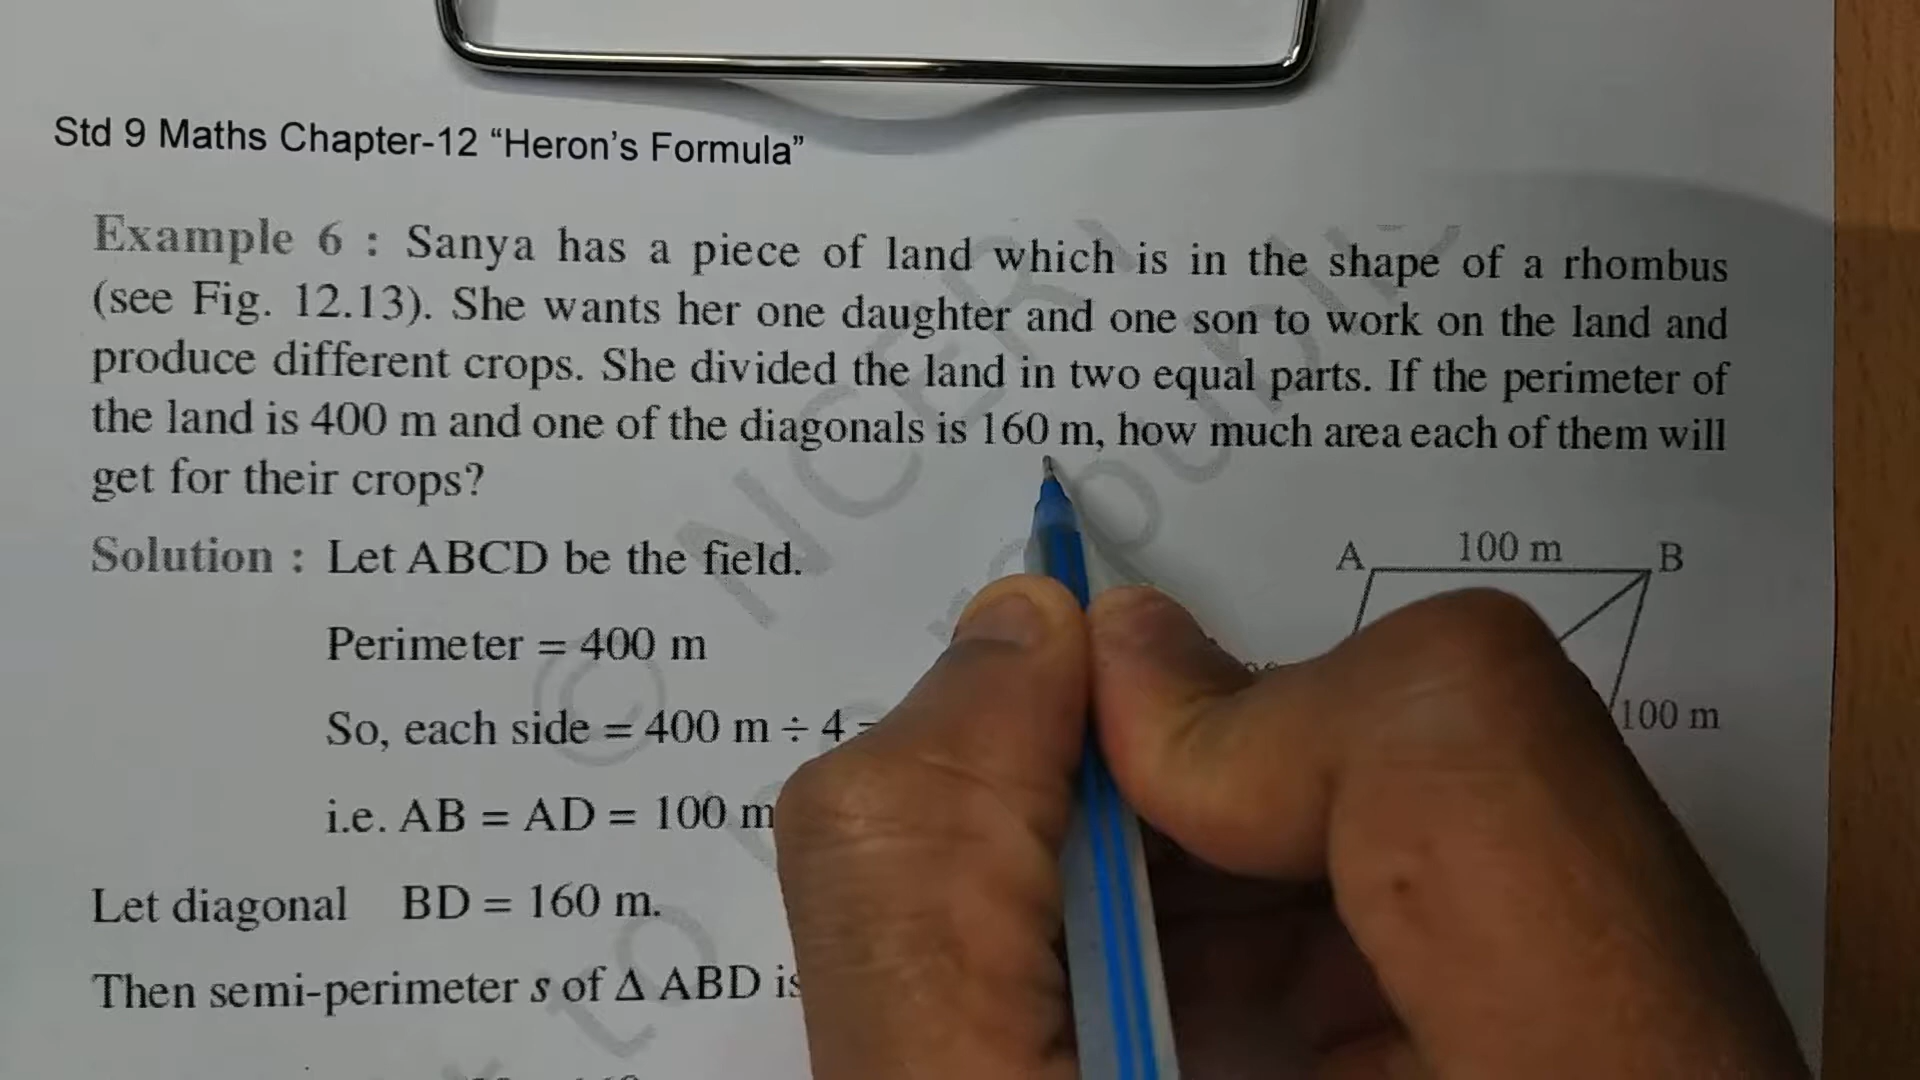 Std 9 Maths Chapter-12 “Heron’s Formula”
Example 6 : Sanya has a piece of land which is in the shape of a rhombus
(see Fig. 12.13). She wants her one daughter and one son to work on the land and
produce different crops. She divided the land in two equal parts. If the perimeter of
the land is 400 m and one of the diagonals is 160 m, how much area each of them will
get for their crops?
Solution : Let ABCD be the field.
A 100 m B
Perimeter = 400 m
So, each side = 400 m ÷ 4 =
100 m
i.e. AB = AD = 100 m
Let diagonal BD = 160 m.
Then semi-perimeter s of Δ ABD is
© NCERT